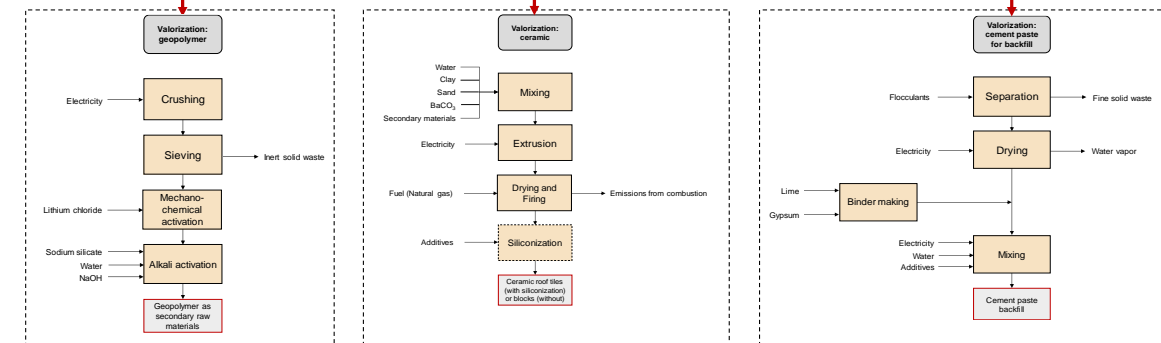 Valorization:
geopolymer
Electricity
Crushing
Sieving
Inert solid waste
Lithium chloride
Mechano-
chemical
activation
Sodium silicate
Water
NaOH
Alkali activation
Geopolymer as
secondary raw
materials
Valorization:
ceramic
Water
Clay
Sand
BaCO₃
Secondary materials
Mixing
Electricity
Extrusion
Fuel (Natural gas)
Drying and
Firing
Emissions from combustion
Additives
Siliconization
Ceramic roof tiles
(with siliconization)
or blocks (without)
Valorization:
cement paste
for backfill
Flocculants
Separation
Fine solid waste
Electricity
Drying
Water vapor
Lime
Gypsum
Binder making
Electricity
Water
Additives
Mixing
Cement paste
backfill